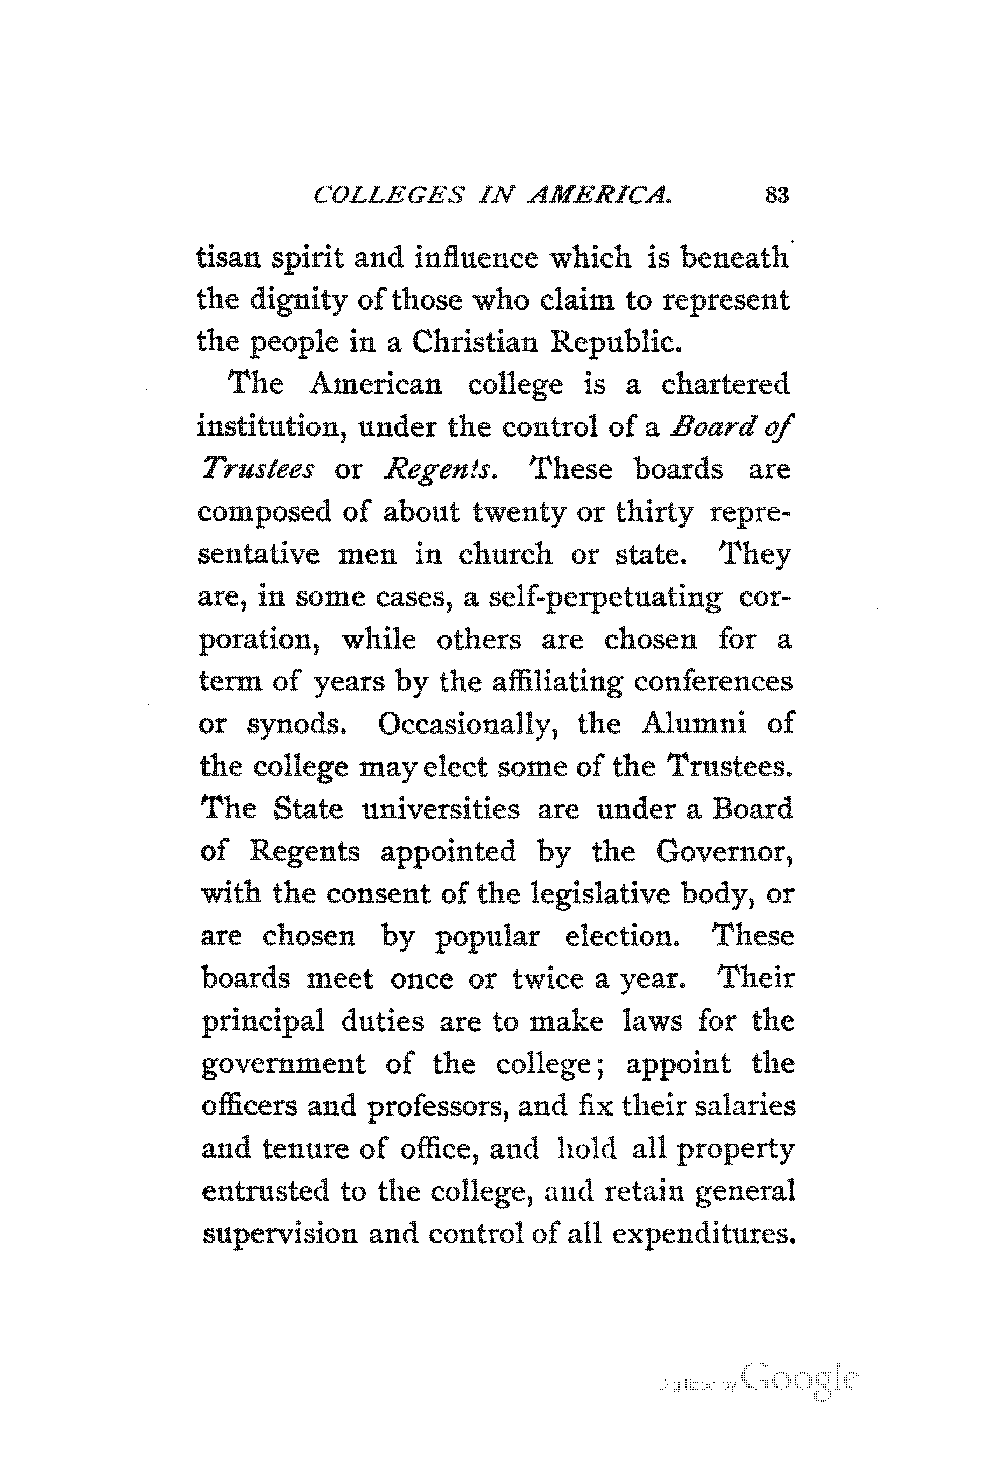 COLLEGES IN AMERICA. 83
tisan spirit and influence which is beneath
the dignity of those who claim to represent
the people in a Christian Republic.
The American college is a chartered
institution, under the control of a Board of
Trustees or Regents. These boards are
composed of about twenty or thirty repre-
sentative men in church or state. They
are, in some cases, a self-perpetuating cor-
poration, while others are chosen for a
term of years by the affiliating conferences
or synods. Occasionally, the Alumni of
the college may elect some of the Trustees.
The State universities are under a Board
of Regents appointed by the Governor,
with the consent of the legislative body, or
are chosen by popular election. These
boards meet once or twice a year. Their
principal duties are to make laws for the
government of the college; appoint the
officers and professors, and fix their salaries
and tenure of office, and hold all property
entrusted to the college, and retain general
supervision and control of all expenditures.
Digitized by Google